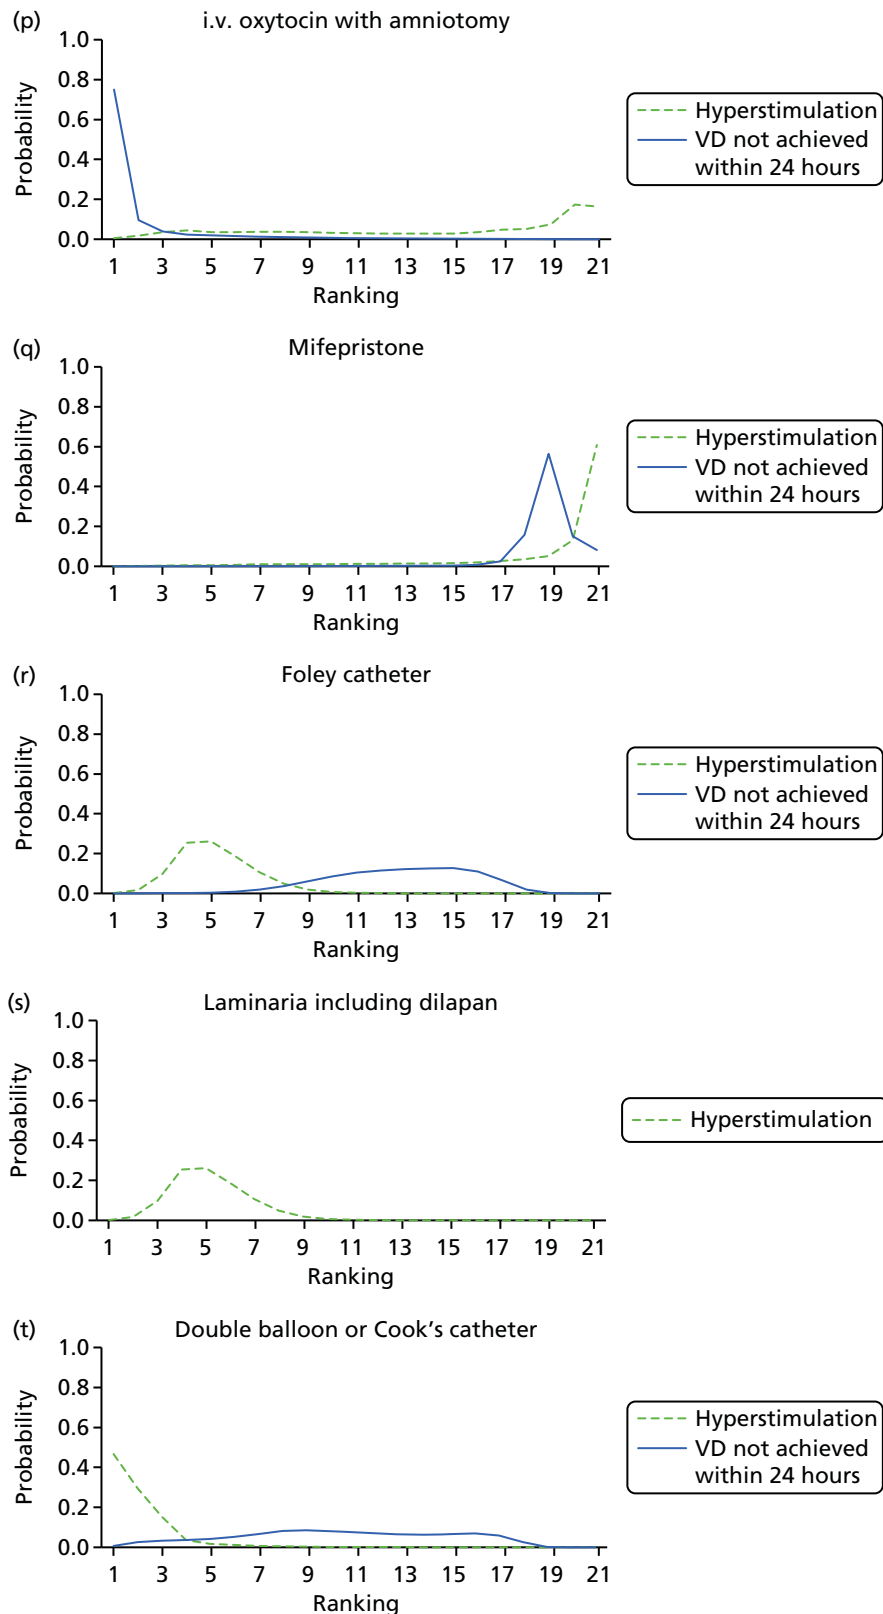 (p)
i.v. oxytocin with amniotomy
1.0
0.8
0.6
0.4
0.2
0.0
Probability
1 3 5 7 9 11 13 15 17 19 21
Ranking
Hyperstimulation
VD not achieved
within 24 hours
(q)
Mifepristone
1.0
0.8
0.6
0.4
0.2
0.0
Probability
1 3 5 7 9 11 13 15 17 19 21
Ranking
Hyperstimulation
VD not achieved
within 24 hours
(r)
Foley catheter
1.0
0.8
0.6
0.4
0.2
0.0
Probability
1 3 5 7 9 11 13 15 17 19 21
Ranking
Hyperstimulation
VD not achieved
within 24 hours
(s)
Laminaria including dilapan
1.0
0.8
0.6
0.4
0.2
0.0
Probability
1 3 5 7 9 11 13 15 17 19 21
Ranking
Hyperstimulation
(t)
Double balloon or Cook's catheter
1.0
0.8
0.6
0.4
0.2
0.0
Probability
1 3 5 7 9 11 13 15 17 19 21
Ranking
Hyperstimulation
VD not achieved
within 24 hours